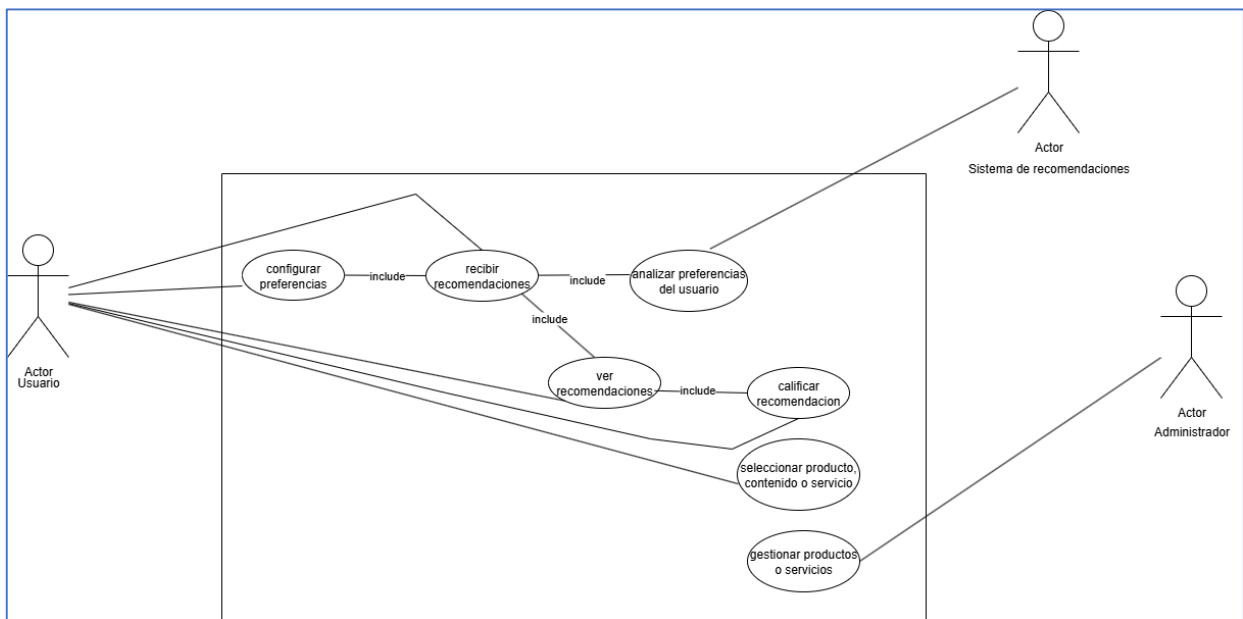 Actor
Sistema de recomendaciones
configurar
preferencias
include
recibir
recomendaciones
include
analizar preferencias
del usuario
include
Actor
Usuario
ver
recomendaciones
include
calificar
recomendacion
Actor
Administrador
seleccionar producto,
contenido o servicio
gestionar productos
o servicios